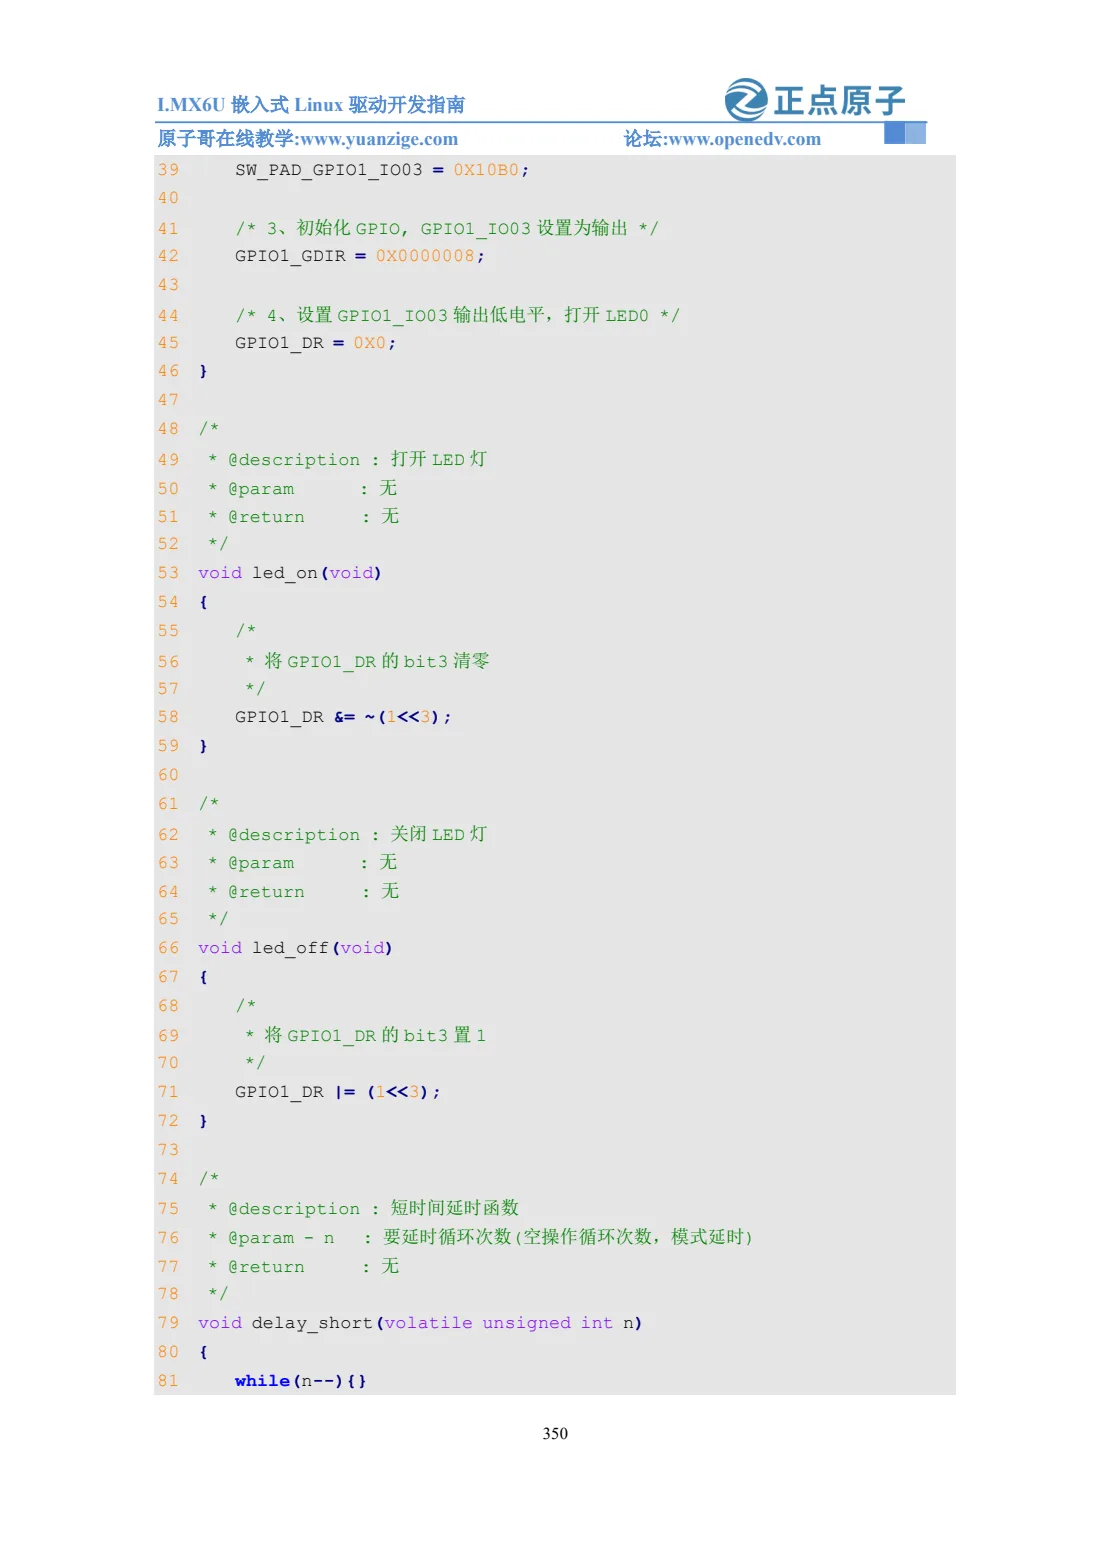 I.MX6U 嵌入式 Linux 驱动开发指南
正点原子
原子哥在线教学:www.yuanzige.com 论坛:www.openedv.com
39 SW_PAD_GPIO1_IO03 = 0X10B0;
40
41 /* 3、初始化 GPIO, GPIO1_IO03 设置为输出 */
42 GPIO1_GDIR = 0X0000008;
43
44 /* 4、设置 GPIO1_IO03 输出低电平，打开 LED0 */
45 GPIO1_DR = 0X0;
46 }
47
48 /*
49 * @description : 打开 LED 灯
50 * @param : 无
51 * @return : 无
52 */
53 void led_on(void)
54 {
55 /*
56 * 将 GPIO1_DR 的 bit3 清零
57 */
58 GPIO1_DR &= ~(1<<3);
59 }
60
61 /*
62 * @description : 关闭 LED 灯
63 * @param : 无
64 * @return : 无
65 */
66 void led_off(void)
67 {
68 /*
69 * 将 GPIO1_DR 的 bit3 置 1
70 */
71 GPIO1_DR |= (1<<3);
72 }
73
74 /*
75 * @description : 短时间延时函数
76 * @param - n : 要延时循环次数(空操作循环次数，模式延时)
77 * @return : 无
78 */
79 void delay_short(volatile unsigned int n)
80 {
81 while(n--){}
350